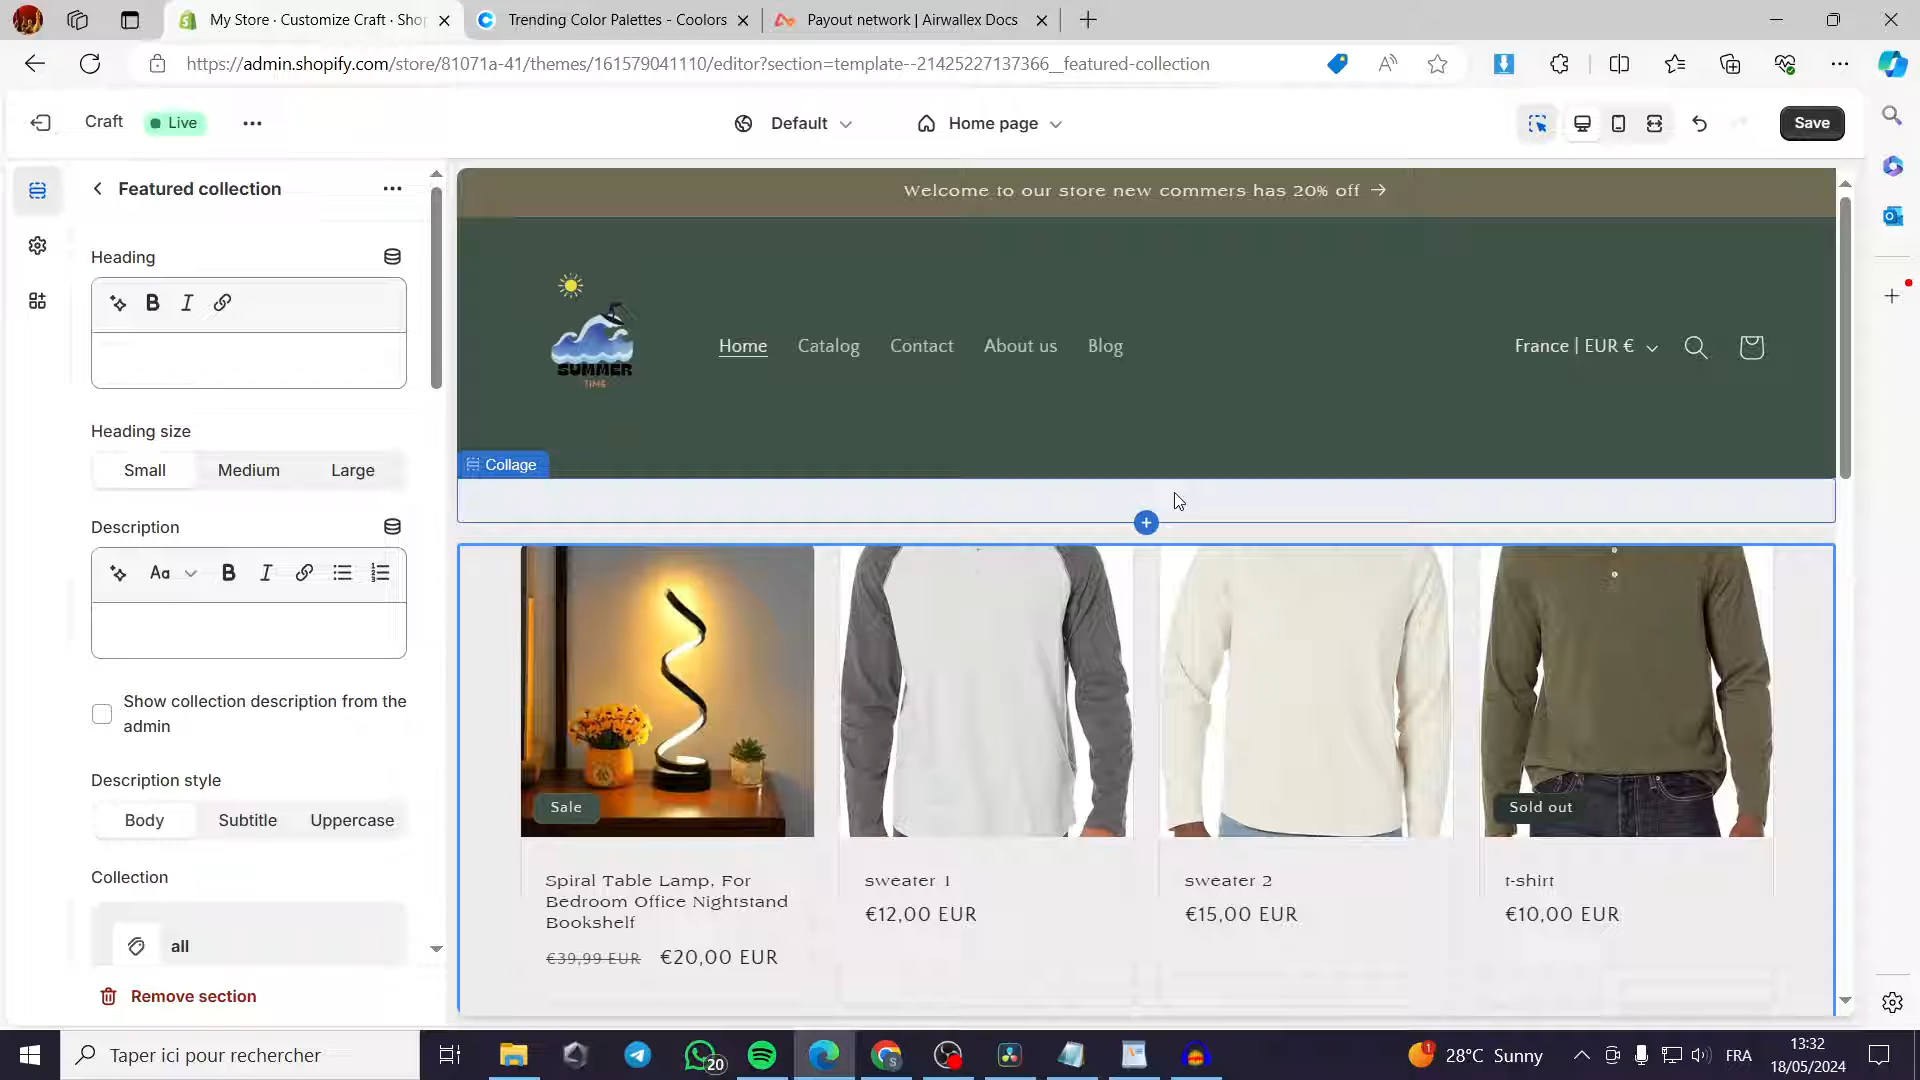 My Store · Customize Craft · Sho
Trending Color Palettes - Coolors
Payout network | Airwallex Docs
https://admin.shopify.com/store/81071a-41/themes/161579041110/editor?section=template--21425227137366__featured-collection
Craft
Live
Default
Home page
Save
Featured collection
Heading
Heading size
Small
Medium
Large
Description
Aa
Show collection description from the
admin
Description style
Body
Subtitle
Uppercase
Collection
all
Remove section
Welcome to our store new commers has 20% off →
SUMMER
TIME
Home
Catalog
Contact
About us
Blog
France | EUR €
Collage
Sale
Sold out
Spiral Table Lamp, For
Bedroom Office Nightstand
Bookshelf
€39,99 EUR €20,00 EUR
sweater 1
€12,00 EUR
sweater 2
€15,00 EUR
t-shirt
€10,00 EUR
Taper ici pour rechercher
20
1
28°C Sunny
FRA
13:32
18/05/2024